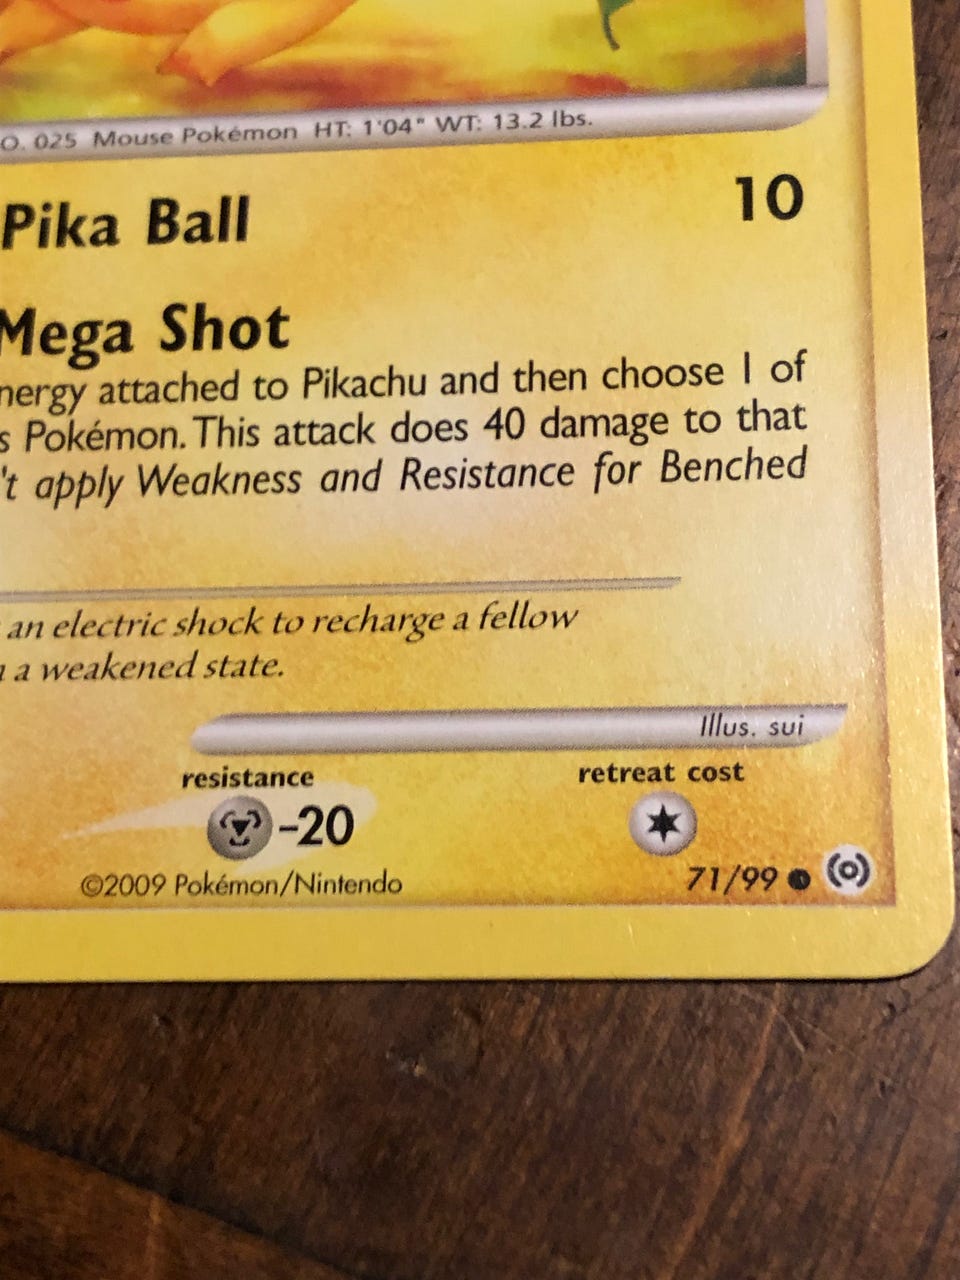 O. 025 Mouse Pokémon HT: 1'04" WT: 13.2 lbs.
Pika Ball 10
Mega Shot
nergy attached to Pikachu and then choose 1 of
s Pokémon. This attack does 40 damage to that
't apply Weakness and Resistance for Benched
an electric shock to recharge a fellow
a weakened state.
Illus. sui
resistance retreat cost
-20
©2009 Pokémon/Nintendo
71/99